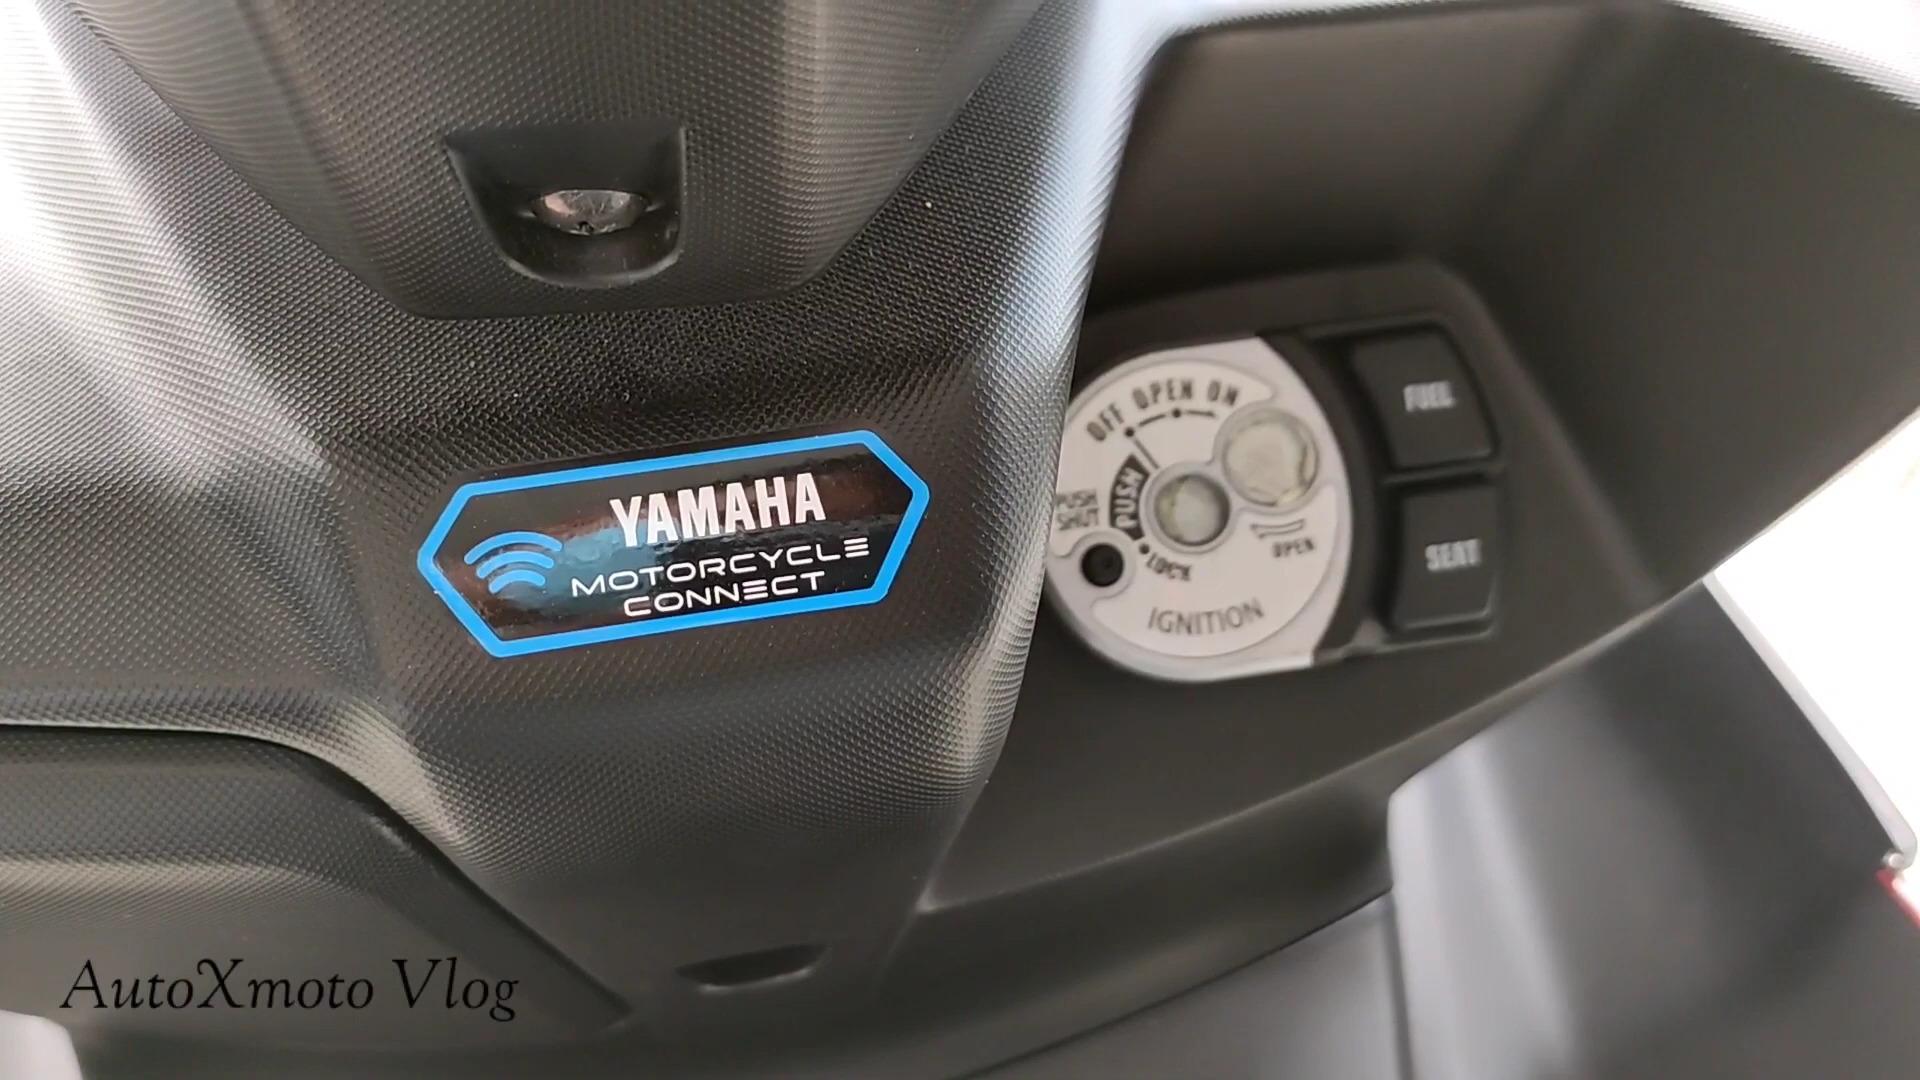 YAMAHA
MOTORCYCLE
CONNECT
OFF OPEN ON
PUSH
PUSH
SHUT
LOCK
OPEN
IGNITION
FUEL
SEAT
AutoXmoto Vlog